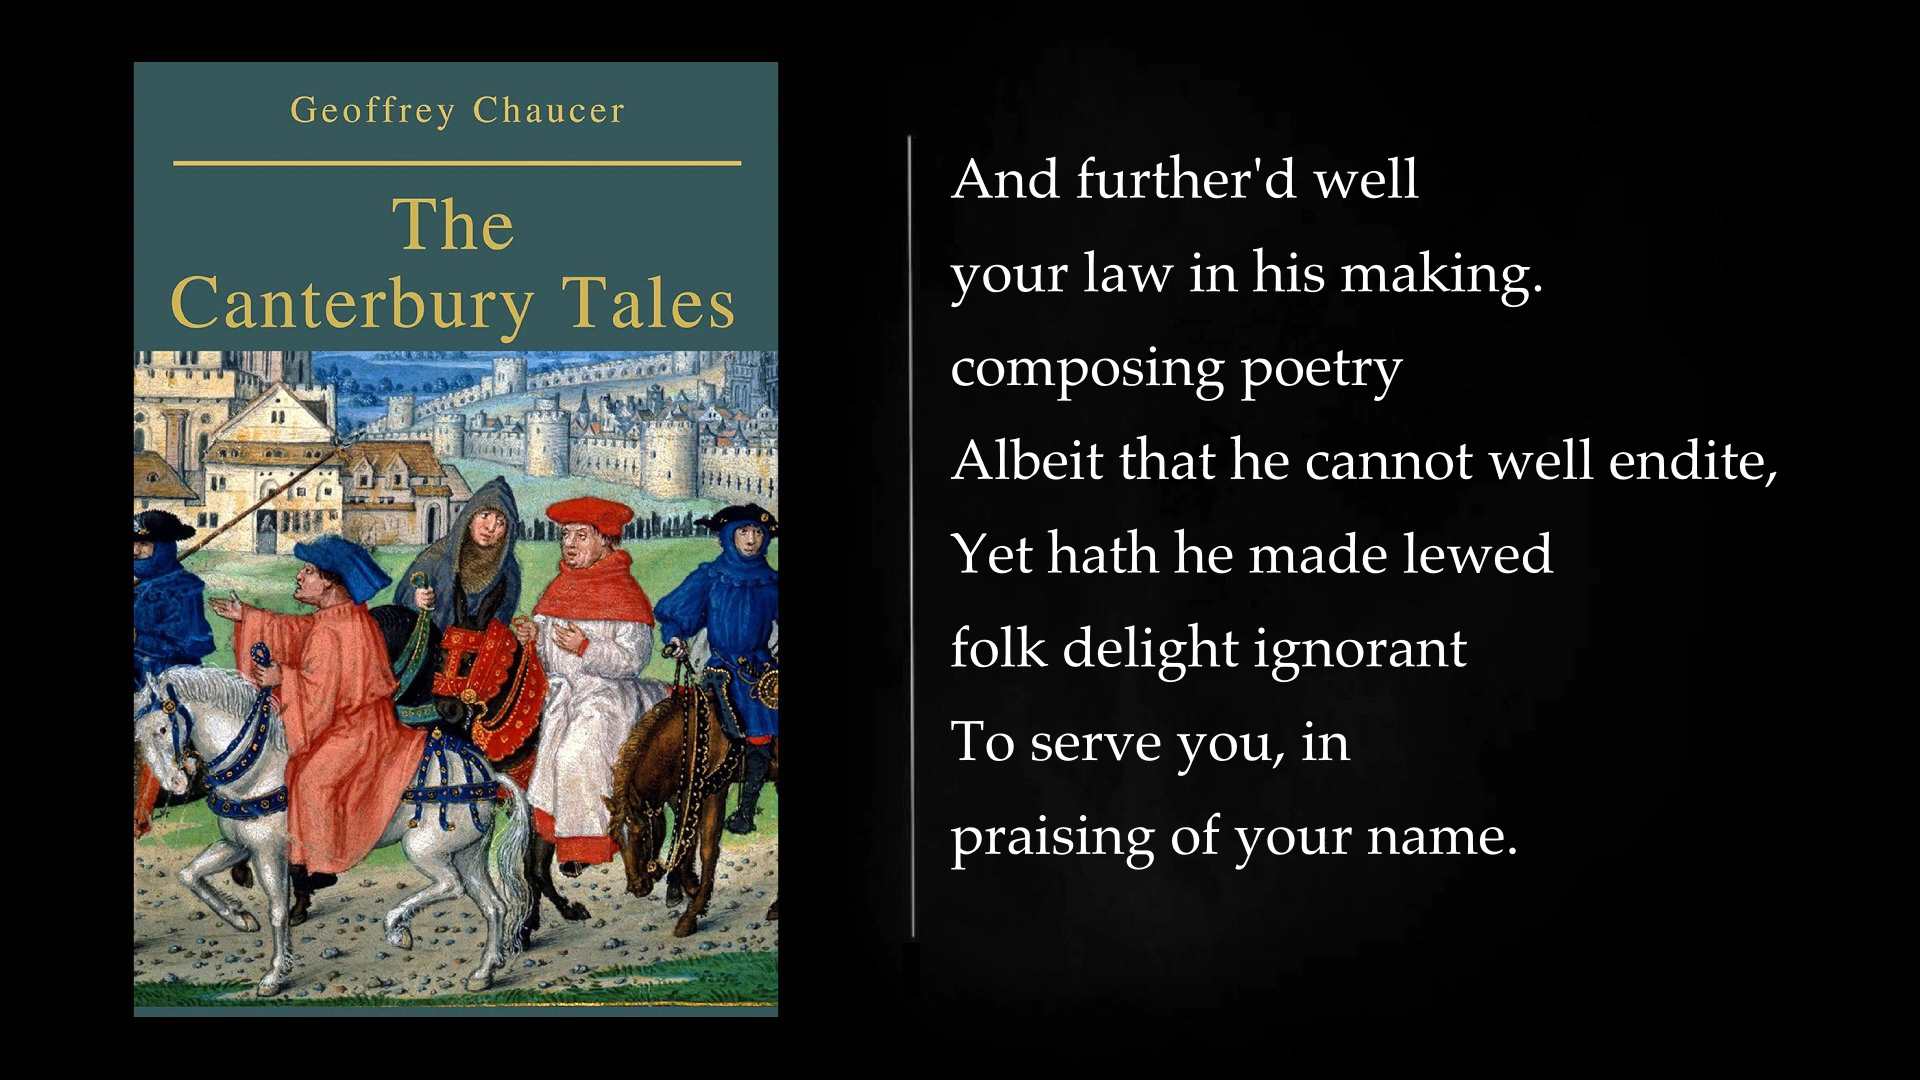 Geoffrey Chaucer
The
Canterbury Tales
And further'd well
your law in his making.
composing poetry
Albeit that he cannot well endite,
Yet hath he made lewed
folk delight ignorant
To serve you, in
praising of your name.